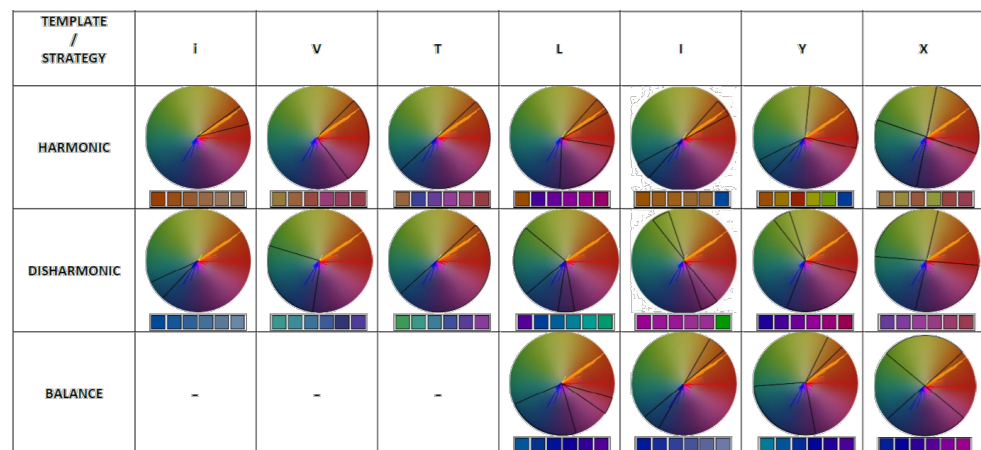 TEMPLATE
/
STRATEGY
i
V
T
L
I
Y
X
HARMONIC
DISHARMONIC
BALANCE
-
-
-